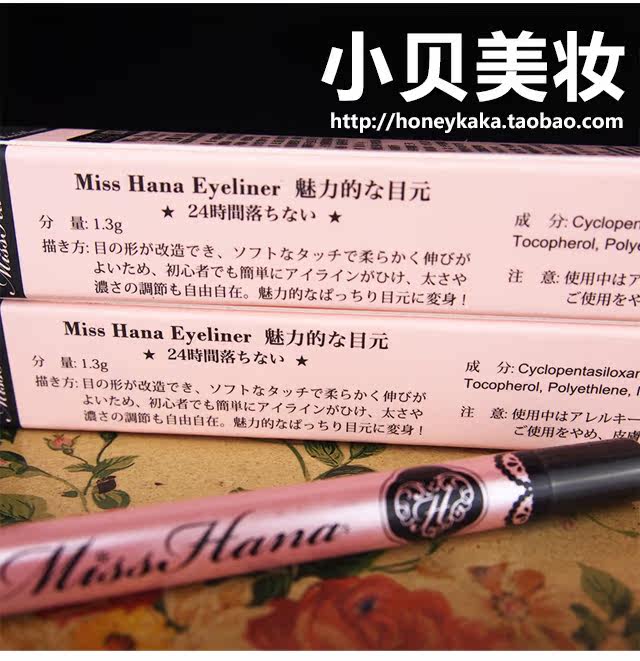 小贝美妆
http://honeykaka.taobao.com
Miss Hana Eyeliner 魅力的な目元
★ 24時間落ちない ★
分 量: 1.3g
描き方: 目の形が改造でき、ソフトなタッチで柔らかく伸びが
よいため、初心者でも簡単にアイラインがひけ、太さや
濃さの調節も自由自在。魅力的なぱっちり目元に変身！
成 分: Cyclopen
Tocopherol, Polye
注 意: 使用中は
ご使用をや
Miss Hana Eyeliner 魅力的な目元
★ 24時間落ちない ★
分 量: 1.3g
描き方: 目の形が改造でき、ソフトなタッチで柔らかく伸びが
よいため、初心者でも簡単にアイラインがひけ、太さや
濃さの調節も自由自在。魅力的なぱっちり目元に変身！
成 分: Cyclopentasiloxan
Tocopherol, Polyethlene, 
注 意: 使用中はアレルギー
ご使用をやめ、皮膚
Miss Hana
H